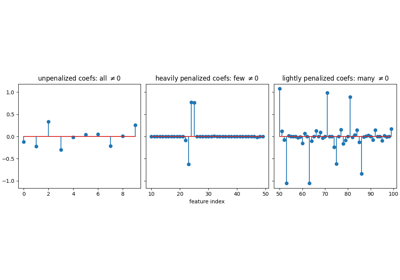 unpenalized coefs: all ≠0
heavily penalized coefs: few ≠0
lightly penalized coefs: many ≠0
1.0
0.5
0.0
−0.5
−1.0
0 2 4 6 8
10 20 30 40 50
50 60 70 80 90 100
feature index